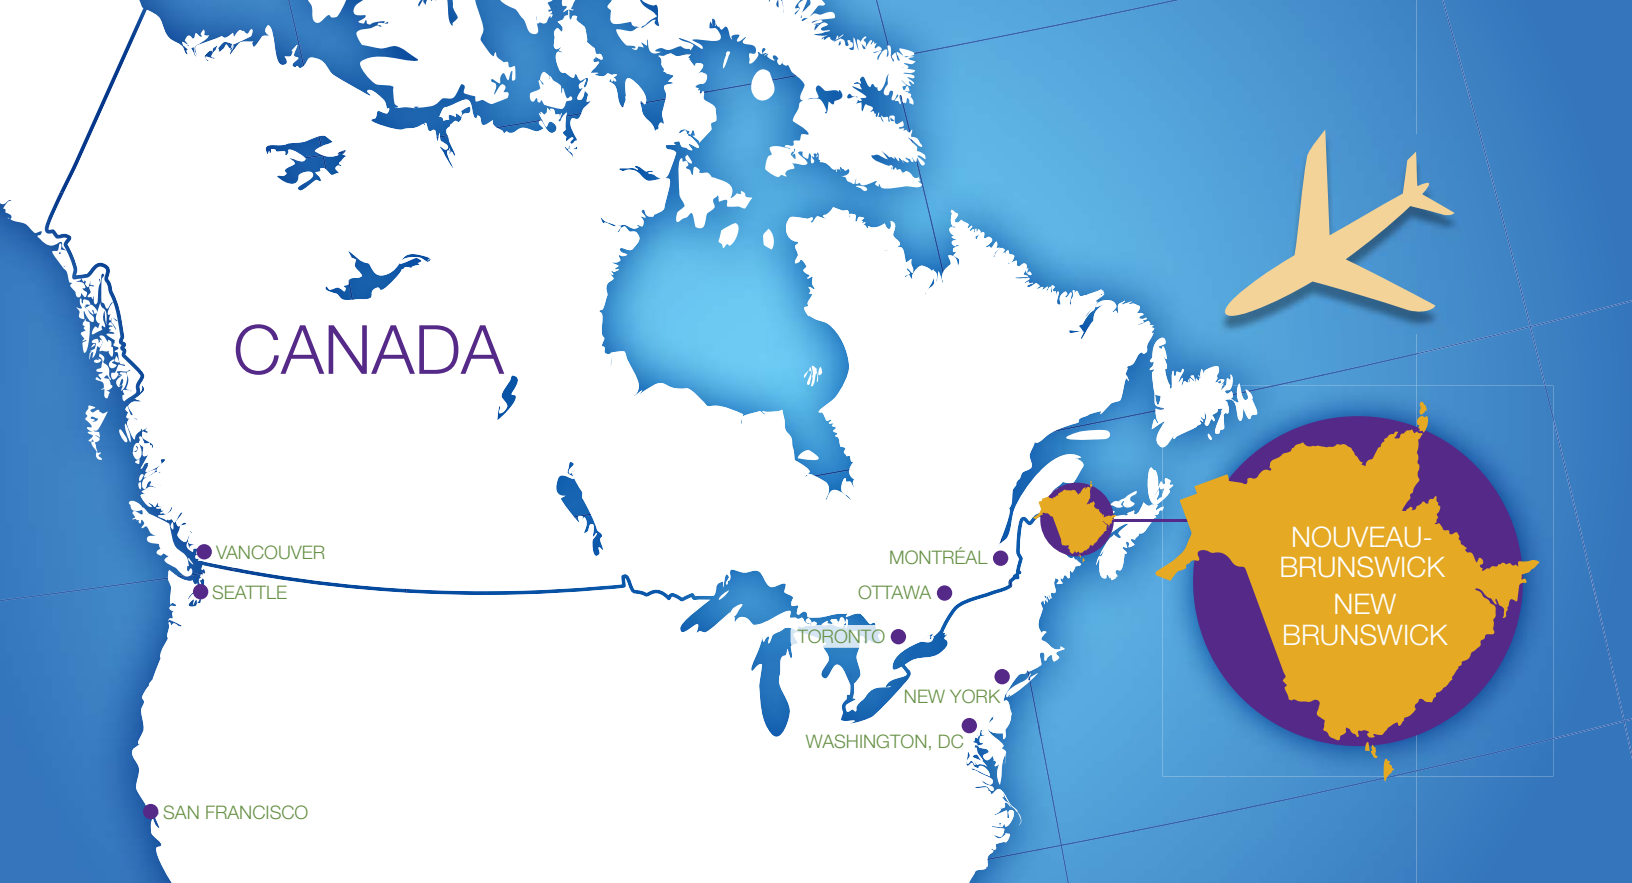 CANADA
VANCOUVER
SEATTLE
SAN FRANCISCO
MONTRÉAL
OTTAWA
TORONTO
NEW YORK
WASHINGTON, DC
NOUVEAU-
BRUNSWICK
NEW
BRUNSWICK